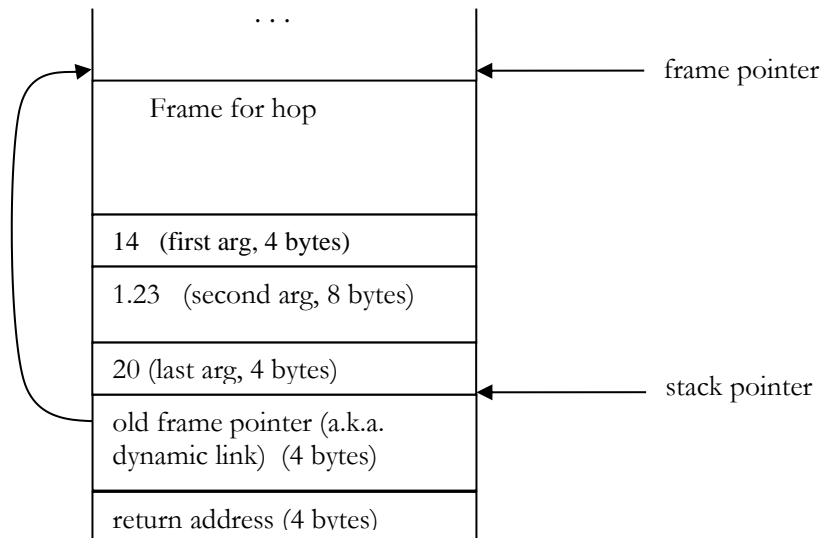 . . .
frame pointer
Frame for hop
14 (first arg, 4 bytes)
1.23 (second arg, 8 bytes)
20 (last arg, 4 bytes)
stack pointer
old frame pointer (a.k.a.
dynamic link) (4 bytes)
return address (4 bytes)